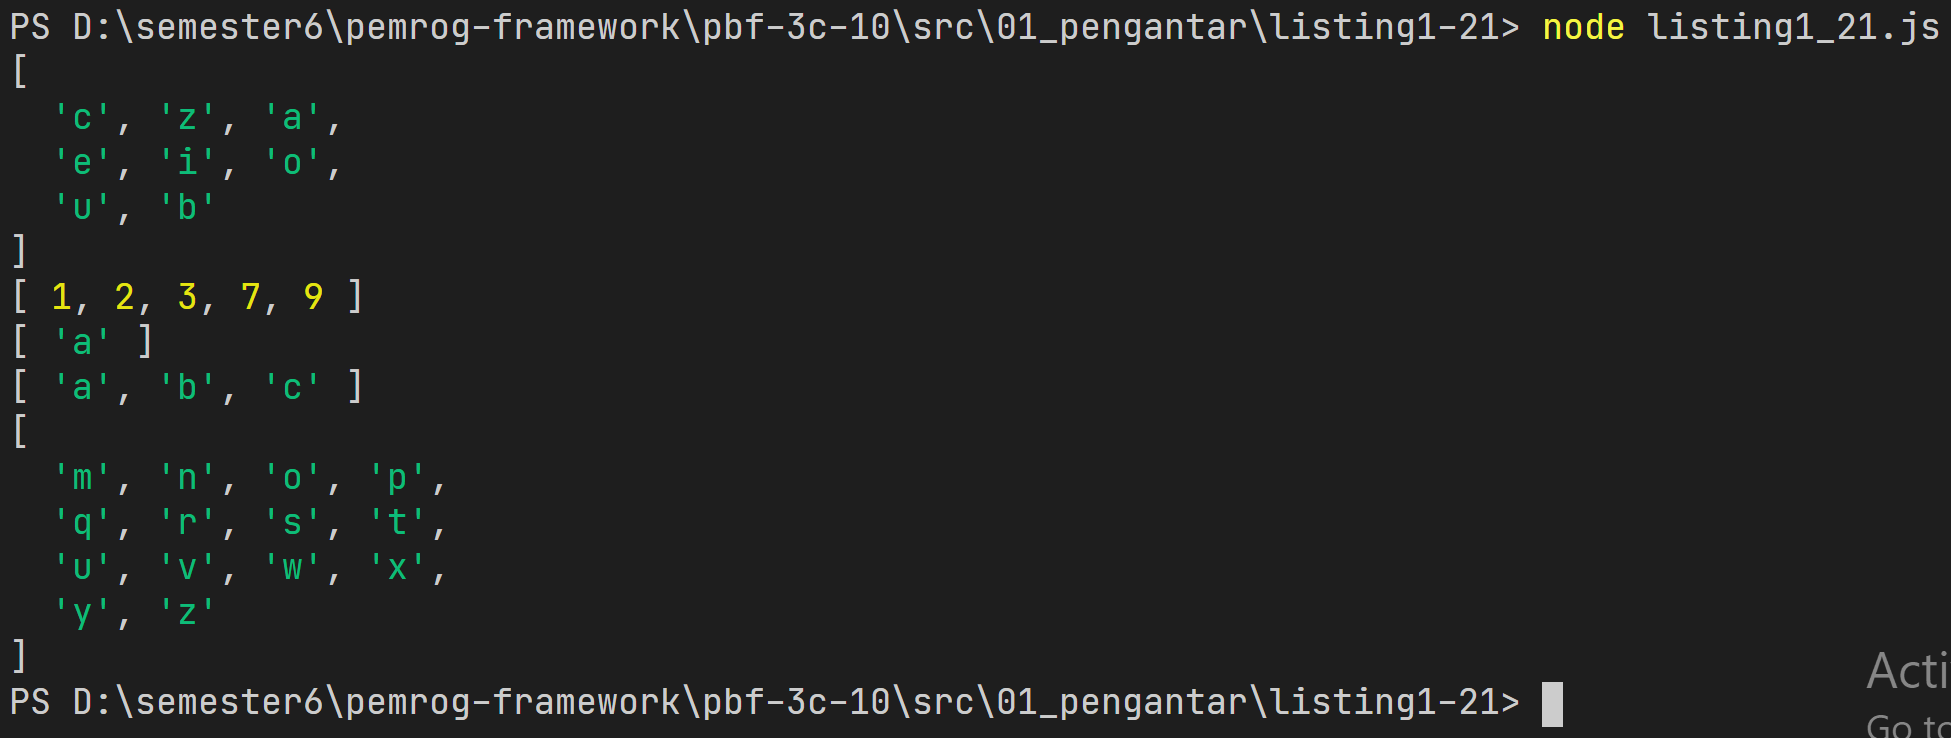 PS D:\semester6\pemrog-framework\pbf-3c-10\src\01_pengantar\listing1-21> node listing1_21.js
[
  'c', 'z', 'a',
  'e', 'i', 'o',
  'u', 'b'
]
[ 1, 2, 3, 7, 9 ]
[ 'a' ]
[ 'a', 'b', 'c' ]
[
  'm', 'n', 'o', 'p',
  'q', 'r', 's', 't',
  'u', 'v', 'w', 'x',
  'y', 'z'
]
PS D:\semester6\pemrog-framework\pbf-3c-10\src\01_pengantar\listing1-21>
Go to